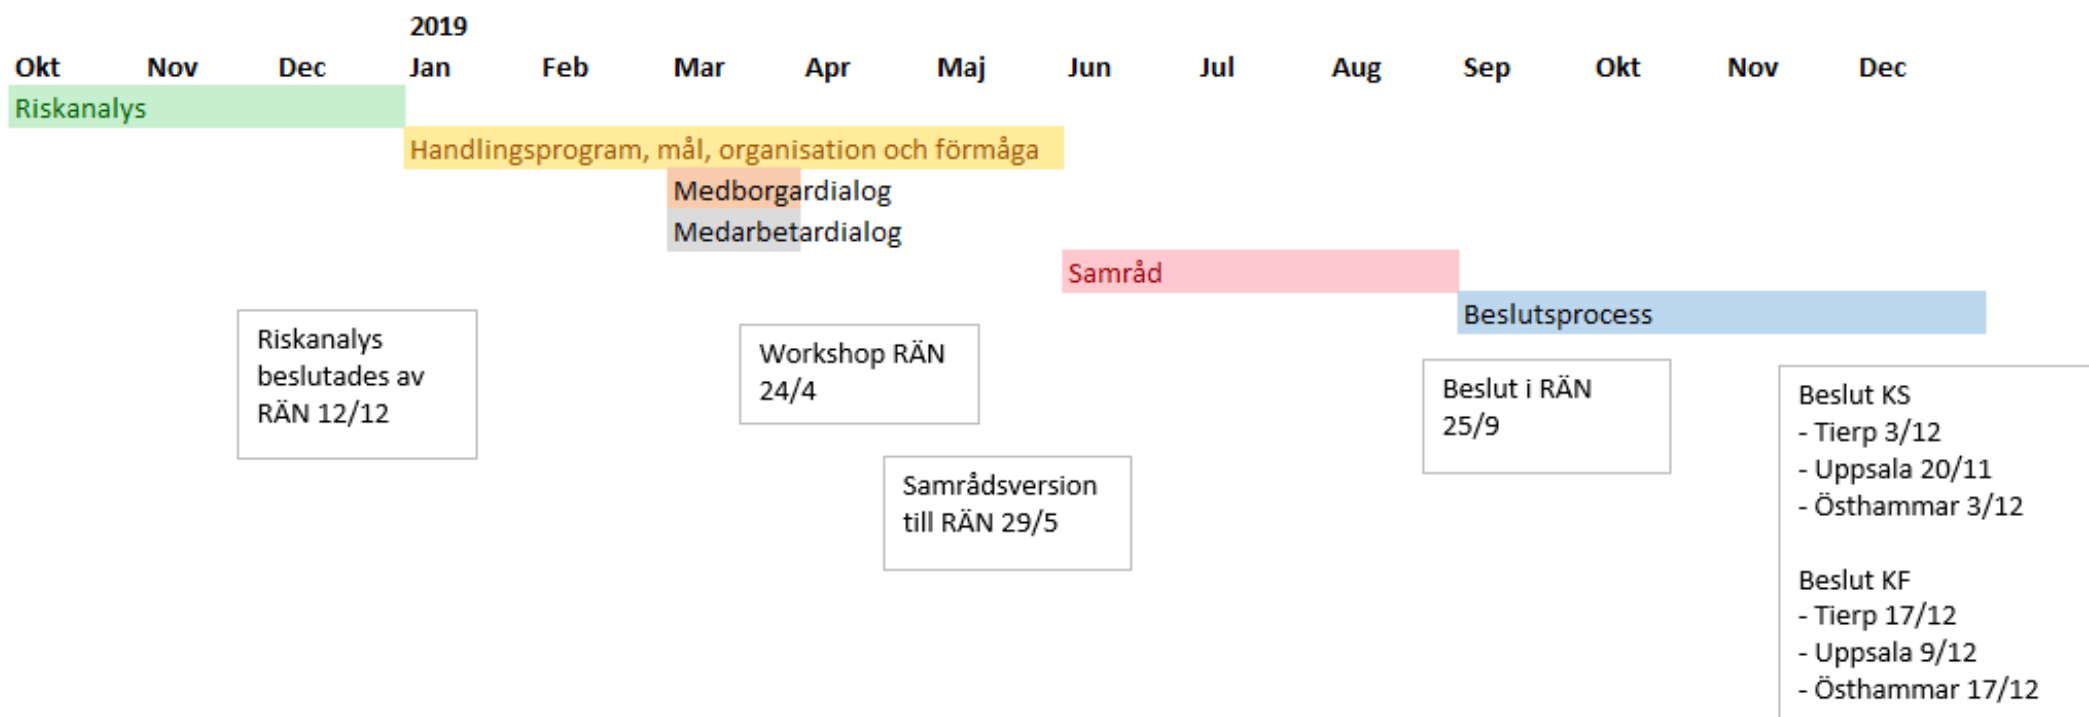 2019
Okt Nov Dec Jan Feb Mar Apr Maj Jun Jul Aug Sep Okt Nov Dec
Riskanalys
Handlingsprogram, mål, organisation och förmåga
Medborgardialog
Medarbetardialog
Samråd
Beslutsprocess
Riskanalys
beslutades av
RÄN 12/12
Workshop RÄN
24/4
Samrådsversion
till RÄN 29/5
Beslut i RÄN
25/9
Beslut KS
- Tierp 3/12
- Uppsala 20/11
- Östhammar 3/12
Beslut KF
- Tierp 17/12
- Uppsala 9/12
- Östhammar 17/12